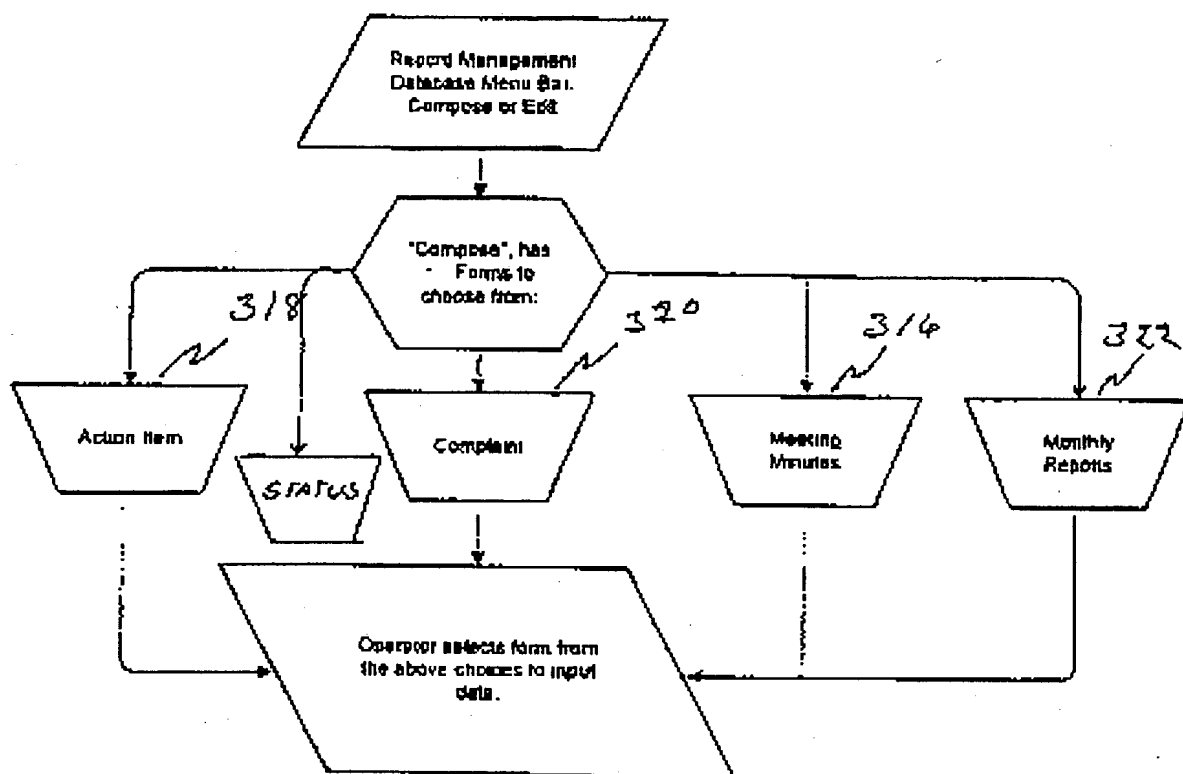 Record Management
Database Menu Bar.
Compose or Edit
"Compose", has
- Forms to
choose from:
318
320
314
322
Action Item
Complaint
Meeting
Minutes.
Monthly
Reports
STATUS
Operator selects form from
the above choices to input
data.